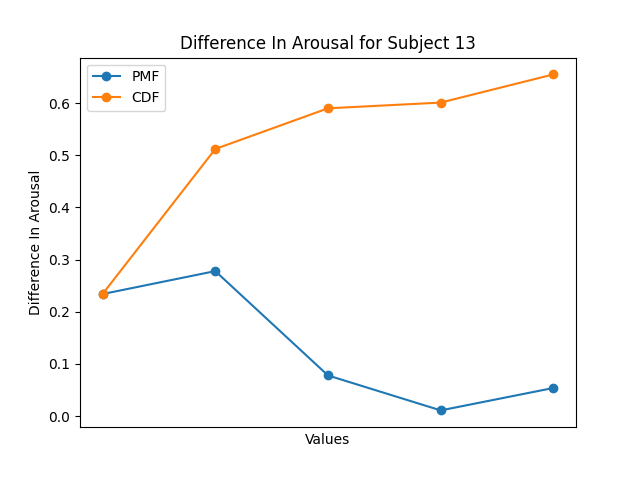 Difference In Arousal for Subject 13
PMF
CDF
0.6
0.5
0.4
0.3
0.2
0.1
0.0
Difference In Arousal
Values